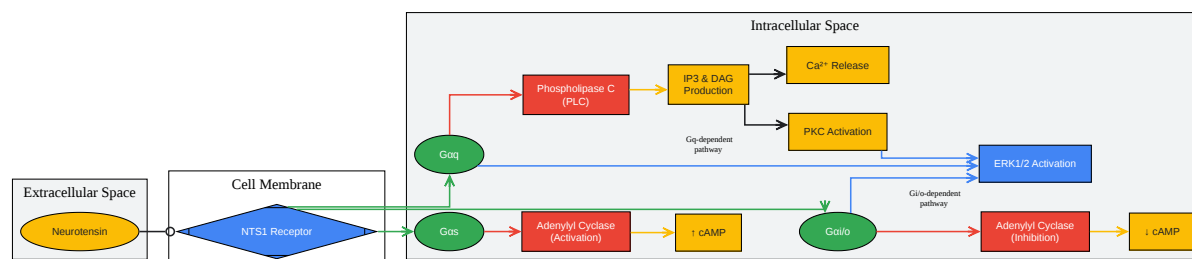 Intracellular Space
Ca²⁺ Release
IP3 & DAG
Production
Phospholipase C
(PLC)
PKC Activation
Gq-dependent
pathway
Gαq
ERK1/2 Activation
Extracellular Space
Cell Membrane
Gi/o-dependent
pathway
Neurotensin
NTS1 Receptor
Gαs
Adenylyl Cyclase
(Activation)
↑ cAMP
Gαi/o
Adenylyl Cyclase
(Inhibition)
↓ cAMP